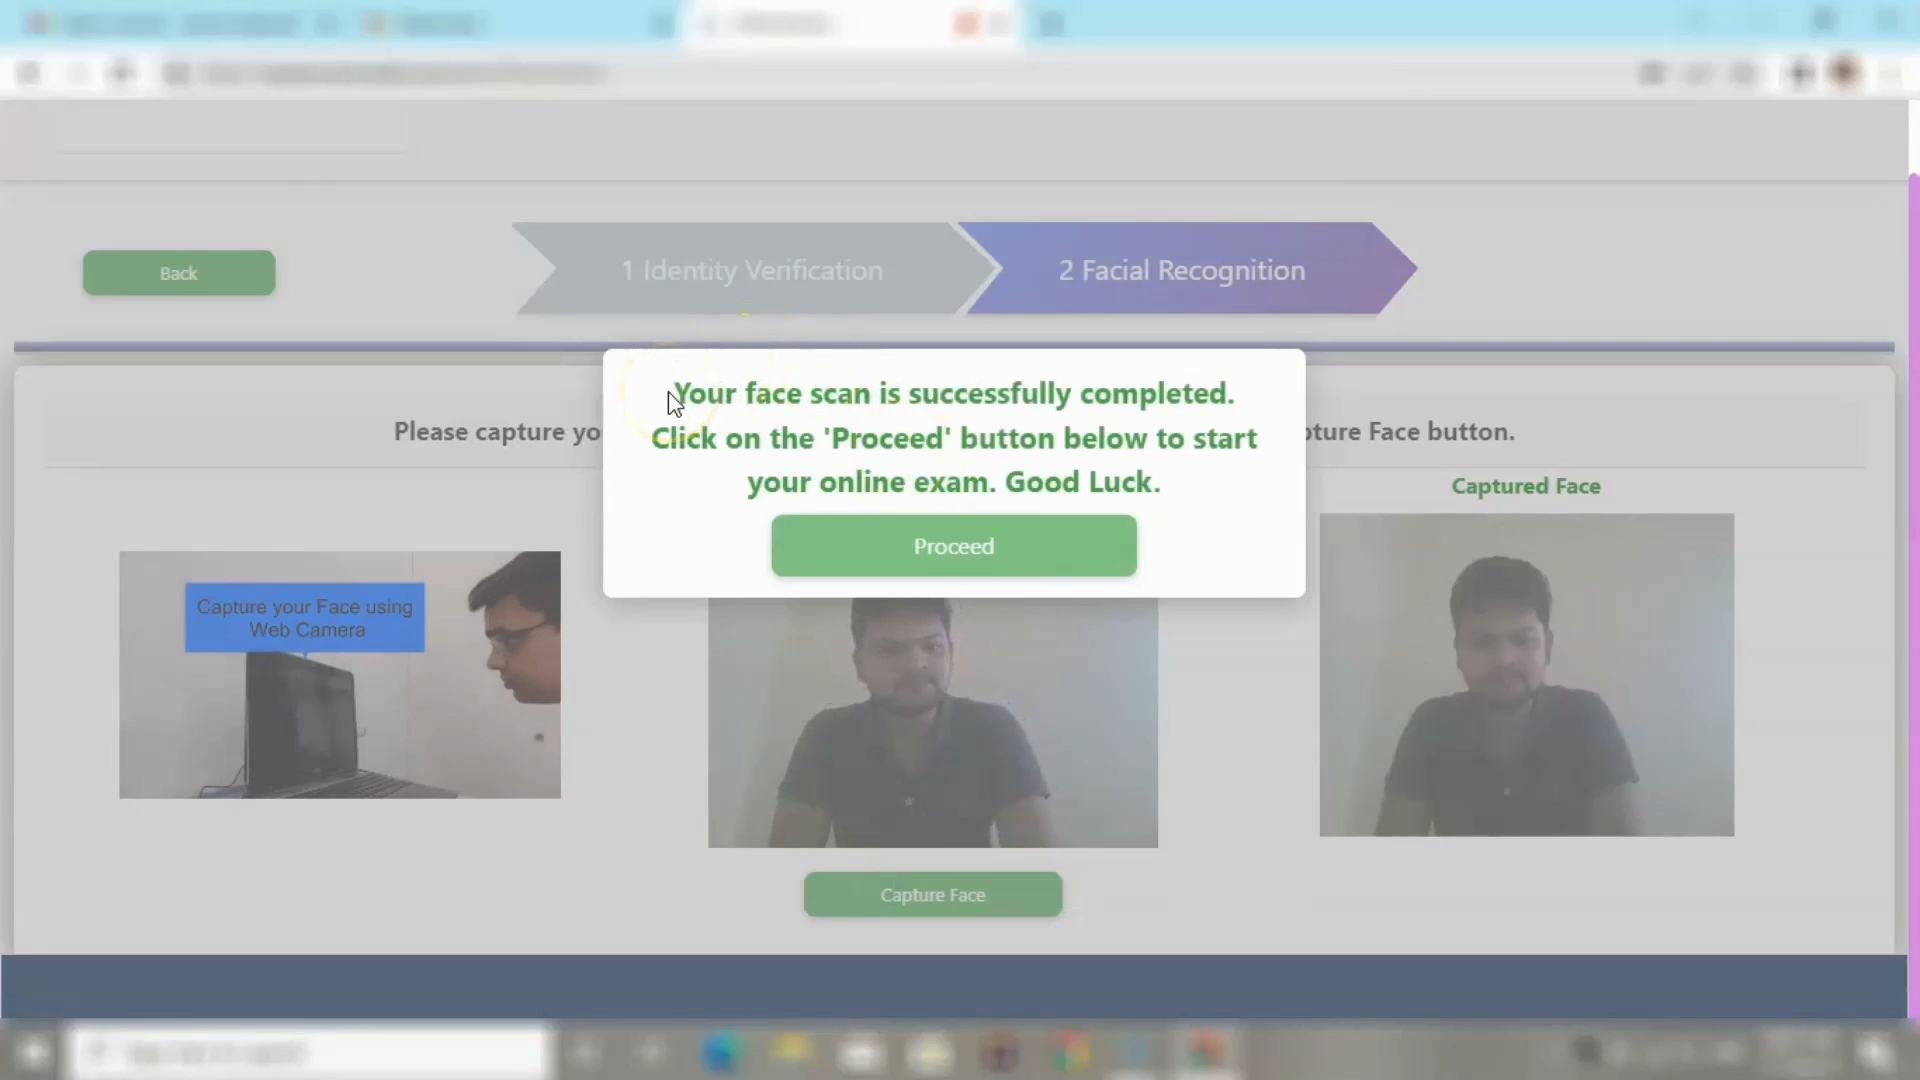 Back
1 Identity Verification
2 Facial Recognition
Your face scan is successfully completed.
Click on the 'Proceed' button below to start
your online exam. Good Luck.
Proceed
Please capture yo
pture Face button.
Captured Face
Capture your Face using
Web Camera
Capture Face